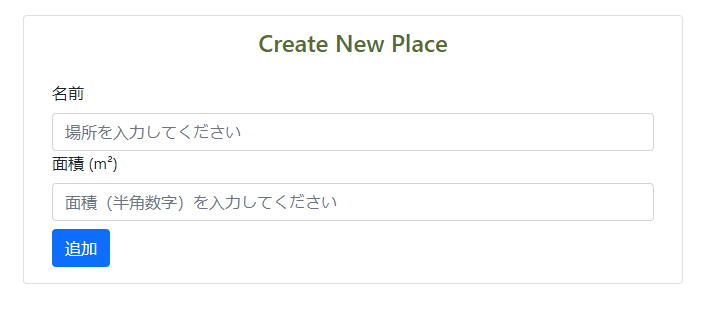 Create New Place
名前
場所を入力してください
面積 (m²)
面積（半角数字）を入力してください
追加